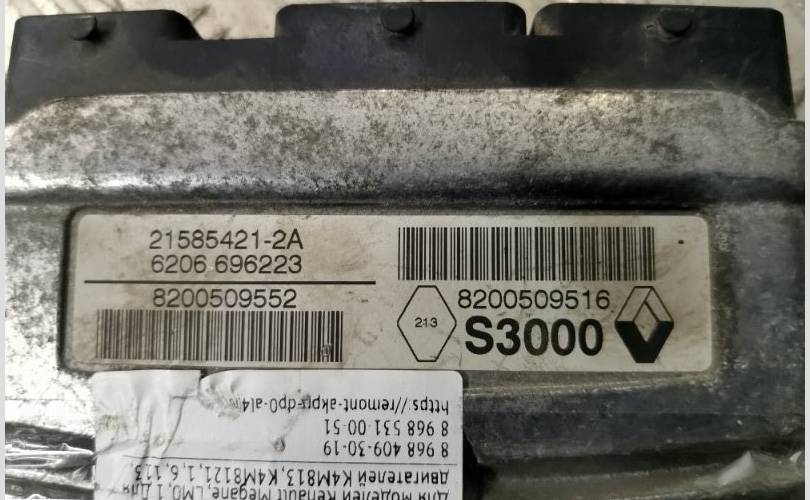 21585421-2A
6206 696223
8200509552
8200509516
213
S3000
Для моделей Renault Megane, LM0 1 Для
двигателей K4M813, K4M8121,1,6,113,
8 968 409-30-19
8 968 531 00-51
https://remont-akpp-dp0-al4